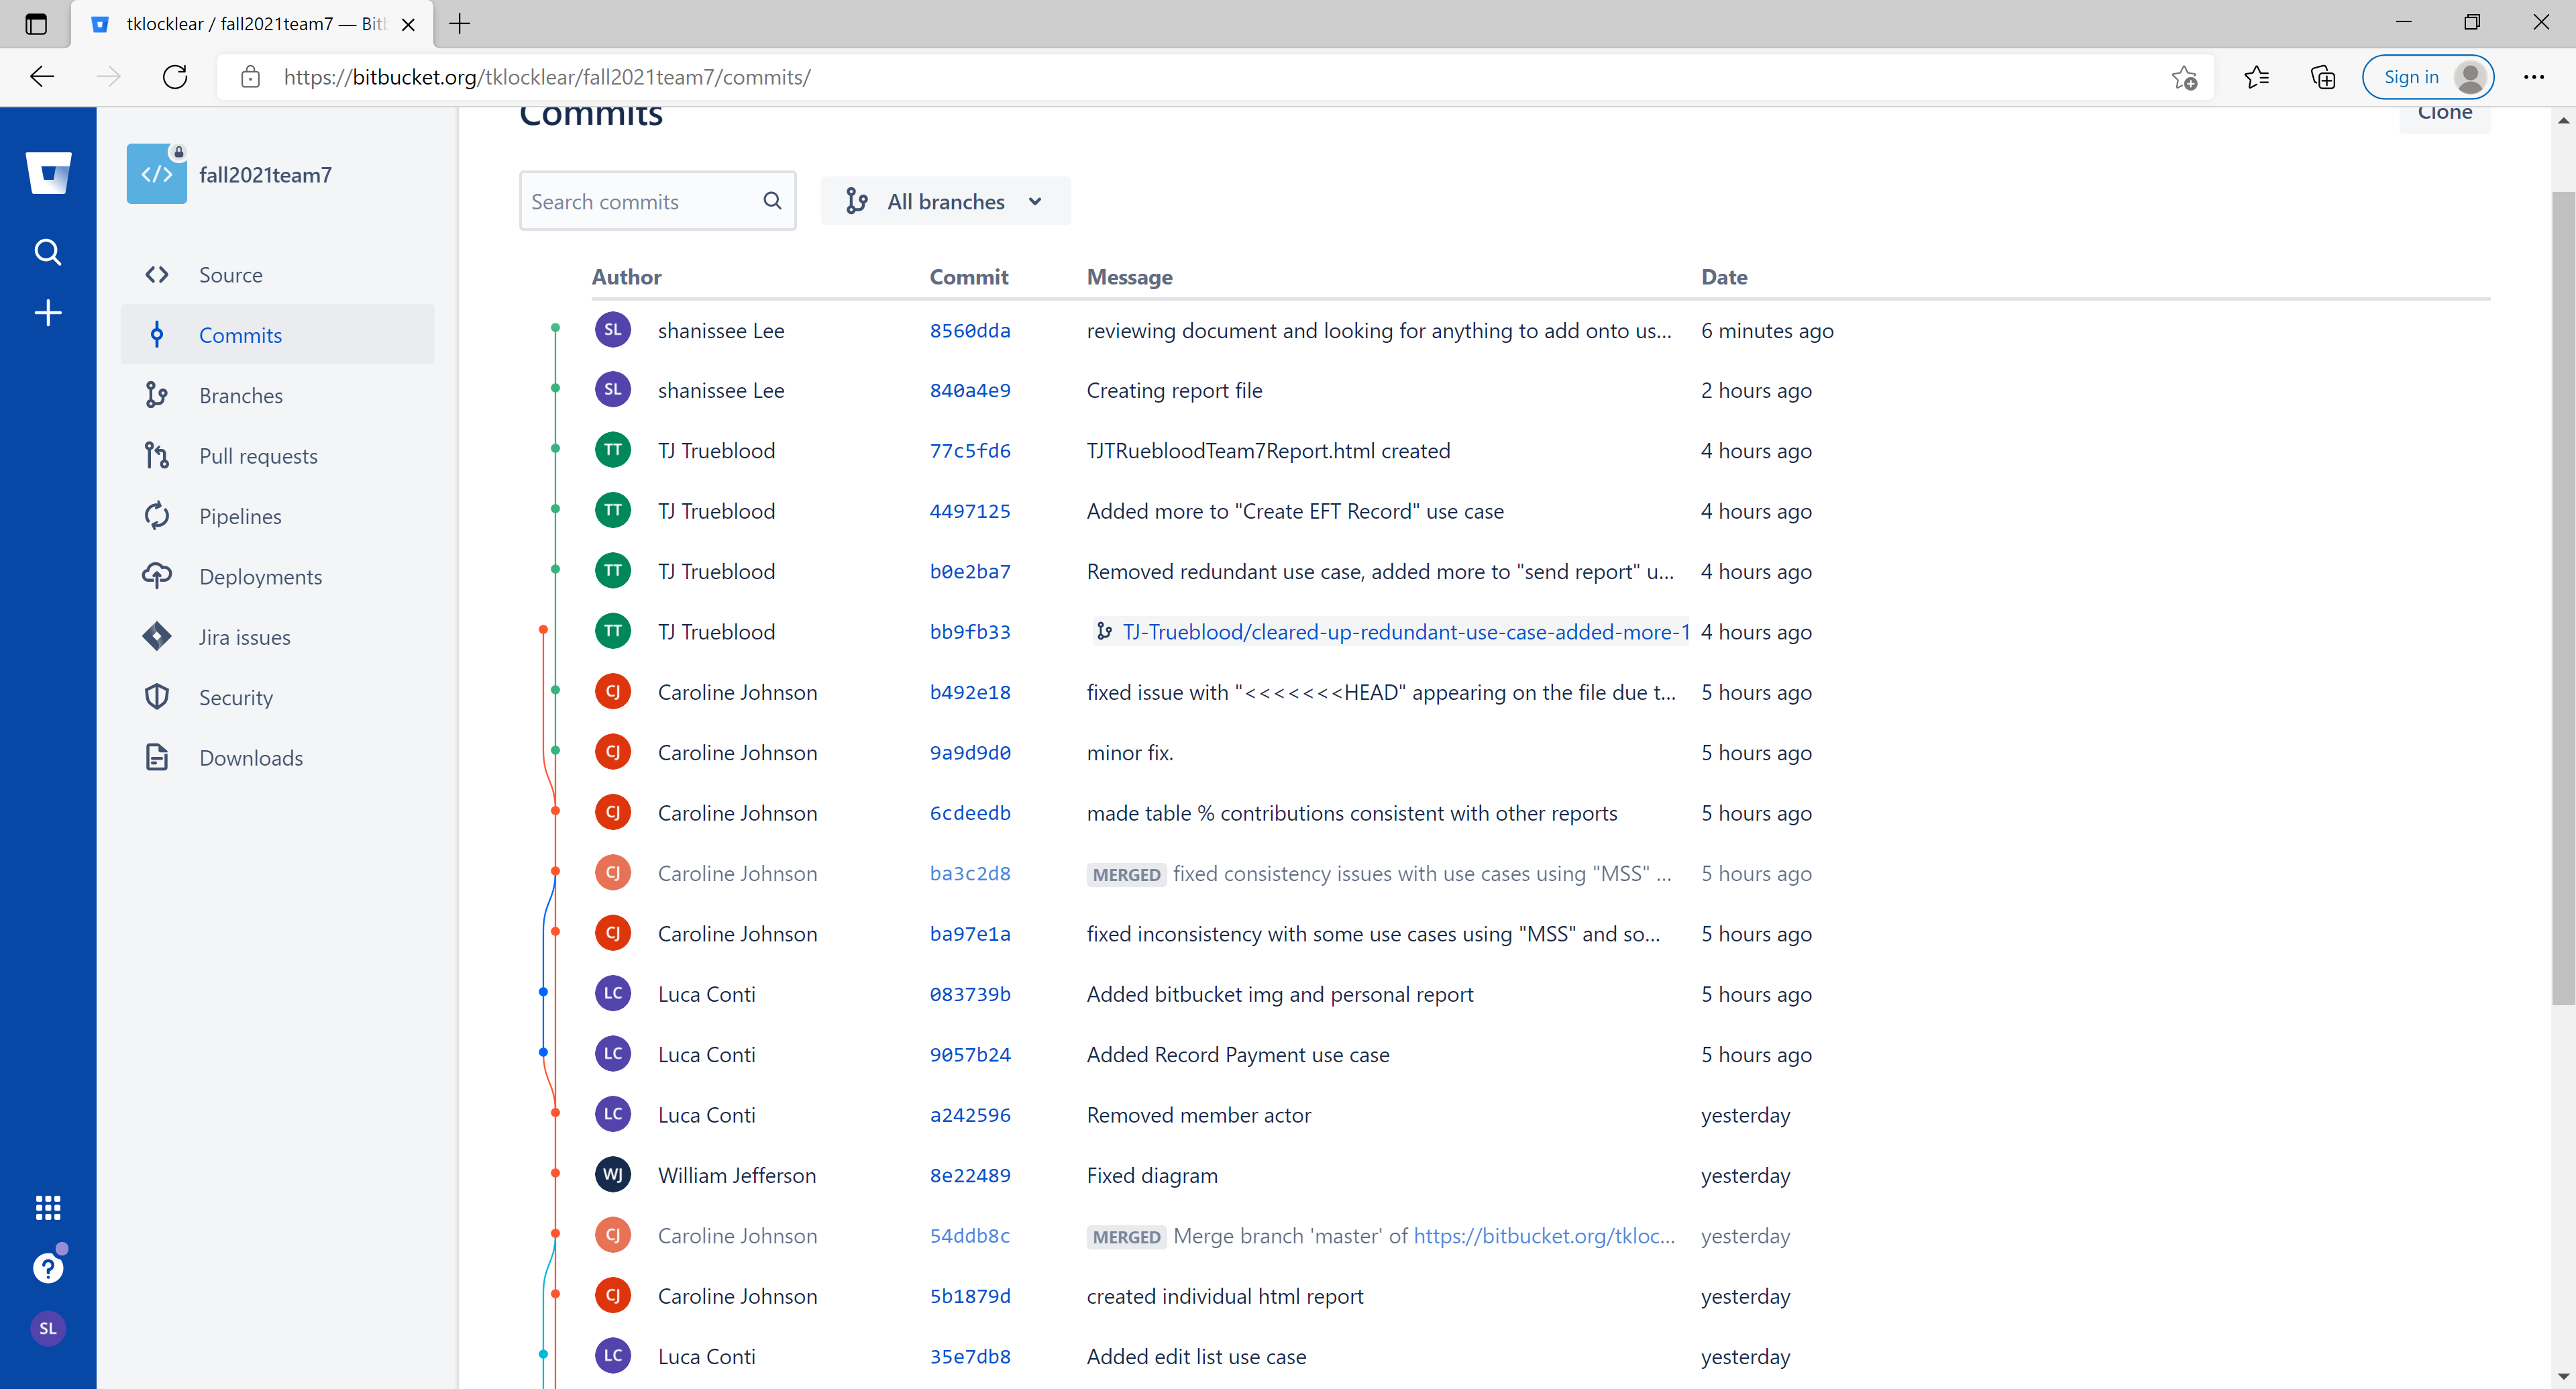 tklocklear / fall2021team7 — Bit
https://bitbucket.org/tklocklear/fall2021team7/commits/
Sign in
Commits
Clone
fall2021team7
Search commits
All branches
Source
Commits
Branches
Pull requests
Pipelines
Deployments
Jira issues
Security
Downloads
SL
Author Commit Message Date
SL shanissee Lee 8560dda reviewing document and looking for anything to add onto us... 6 minutes ago
SL shanissee Lee 840a4e9 Creating report file 2 hours ago
TT TJ Trueblood 77c5fd6 TJTRuebloodTeam7Report.html created 4 hours ago
TT TJ Trueblood 4497125 Added more to "Create EFT Record" use case 4 hours ago
TT TJ Trueblood b0e2ba7 Removed redundant use case, added more to "send report" u... 4 hours ago
TT TJ Trueblood bb9fb33 TJ-Trueblood/cleared-up-redundant-use-case-added-more-1 4 hours ago
CJ Caroline Johnson b492e18 fixed issue with "<<<<<<<HEAD" appearing on the file due t... 5 hours ago
CJ Caroline Johnson 9a9d9d0 minor fix. 5 hours ago
CJ Caroline Johnson 6cdeedb made table % contributions consistent with other reports 5 hours ago
CJ Caroline Johnson ba3c2d8 MERGED fixed consistency issues with use cases using "MSS" ... 5 hours ago
CJ Caroline Johnson ba97e1a fixed inconsistency with some use cases using "MSS" and so... 5 hours ago
LC Luca Conti 083739b Added bitbucket img and personal report 5 hours ago
LC Luca Conti 9057b24 Added Record Payment use case 5 hours ago
LC Luca Conti a242596 Removed member actor yesterday
WJ William Jefferson 8e22489 Fixed diagram yesterday
CJ Caroline Johnson 54ddb8c MERGED Merge branch 'master' of https://bitbucket.org/tkloc... yesterday
CJ Caroline Johnson 5b1879d created individual html report yesterday
LC Luca Conti 35e7db8 Added edit list use case yesterday